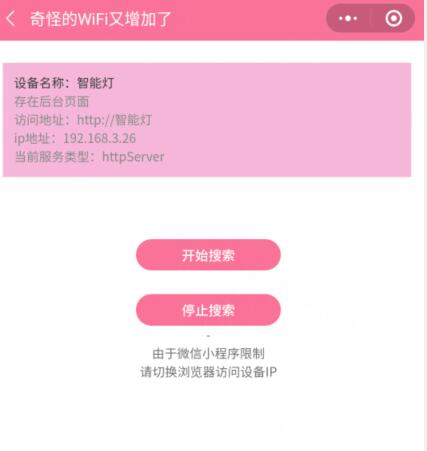 奇怪的WiFi又增加了
设备名称：智能灯
存在后台页面
访问地址：http://智能灯
ip地址：192.168.3.26
当前服务类型：httpServer
开始搜索
停止搜索
-
由于微信小程序限制
请切换浏览器访问设备IP